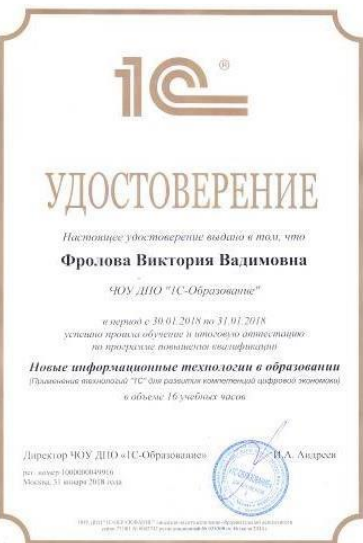 1С®
УДОСТОВЕРЕНИЕ
Настоящее удостоверение выдано в том, что
Фролова Виктория Вадимовна
ЧОУ ДПО "1С-Образование"
в период с 30.01.2018 по 31.01.2018
успешно прошла обучение и итоговую аттестацию
по программе повышения квалификации
Новые информационные технологии в образовании
(Применение технологий "1С" для развития компетенций цифровой экономики)
в объеме 16 учебных часов
Директор ЧОУ ДПО «1С-Образование» И.А. Андреев
рег. номер 1000000049916
Москва, 31 января 2018 года